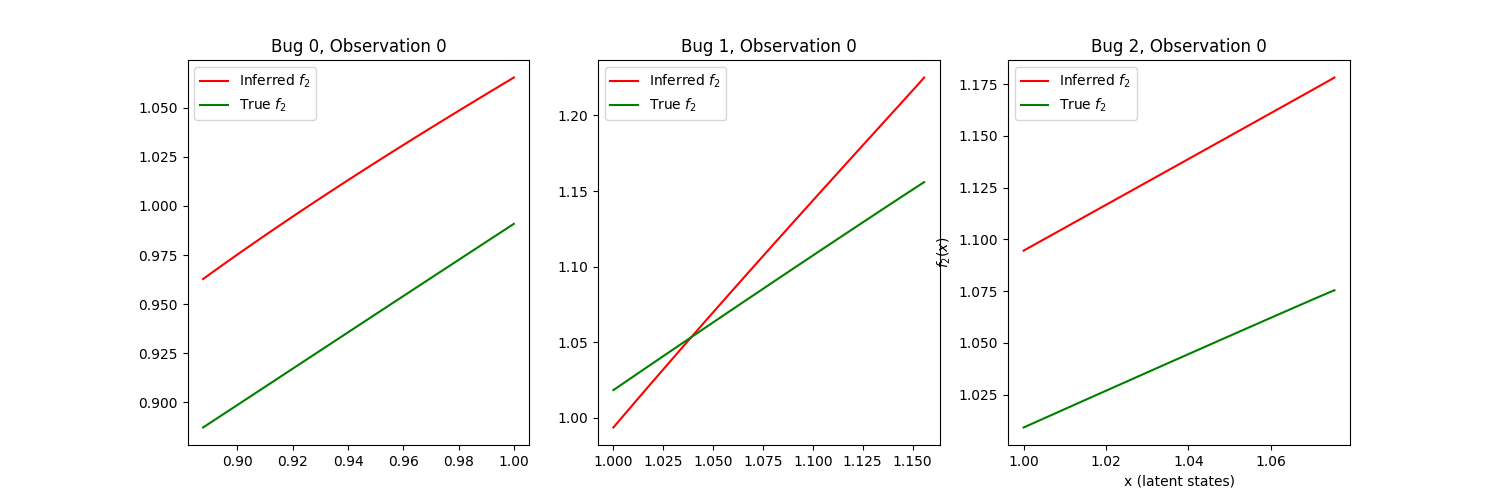 Bug 0, Observation 0
Inferred f₂
True f₂
1.050
1.025
1.000
0.975
0.950
0.925
0.900
0.90 0.92 0.94 0.96 0.98 1.00
Bug 1, Observation 0
Inferred f₂
True f₂
1.20
1.15
1.10
1.05
1.00
1.000 1.025 1.050 1.075 1.100 1.125 1.150
Bug 2, Observation 0
Inferred f₂
True f₂
f₂(x)
1.175
1.150
1.125
1.100
1.075
1.050
1.025
1.00 1.02 1.04 1.06
x (latent states)